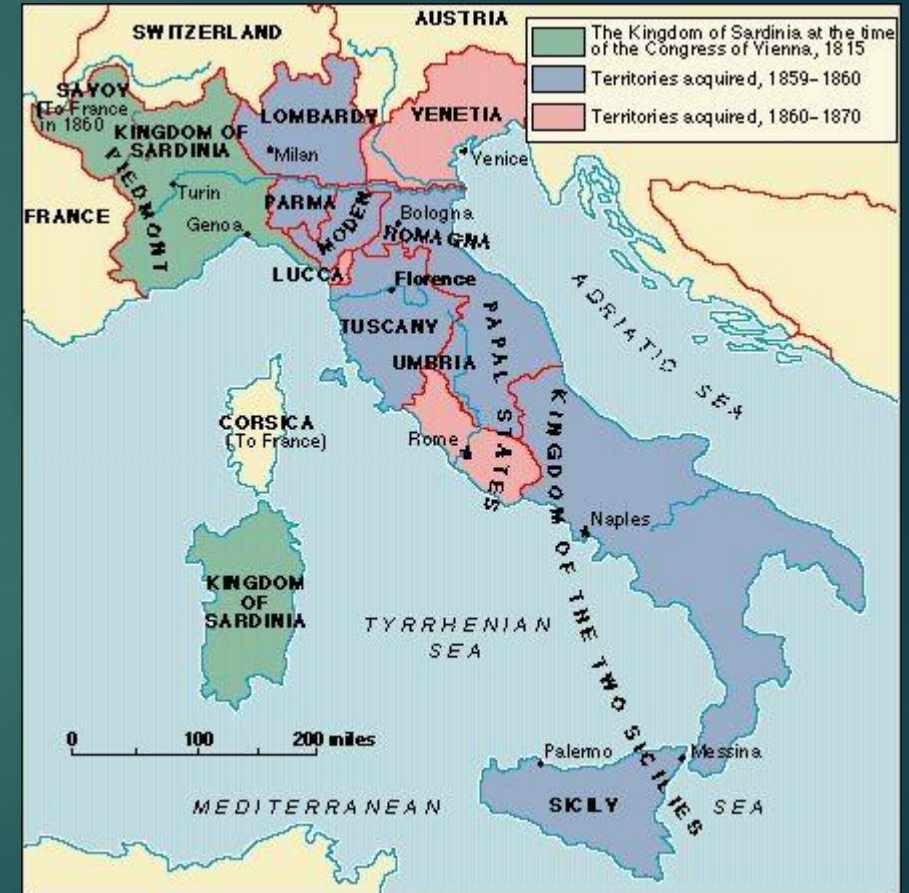 AUSTRIA
SWITZERLAND
The Kingdom of Sardinia at the time
of the Congress of Vienna, 1815
Territories acquired, 1859–1860
Territories acquired, 1860–1870
SAVOY
(To France
in 1860
KINGDOM OF
SARDINIA
LOMBARDY
VENETIA
Milan
Venice
PIEDMONT
Turin
PARMA
MODEN
FRANCE
Genoa
Bologna
ROMAGNA
LUCCA
Florence
ADRIATIC SEA
TUSCANY
PAPAL STATES
UMBRIA
CORSICA
(To France)
Rome
KINGDOM OF THE TWO SICILIES
Naples
KINGDOM
OF
SARDINIA
TYRRHENIAN
SEA
0 100 200 miles
Palermo
Messina
MEDITERRANEAN SEA
SICILY